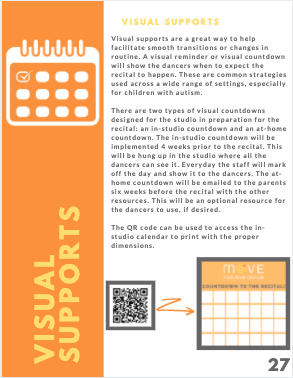 VISUAL SUPPORTS
Visual supports are a great way to help
facilitate smooth transitions or changes in
routine. A visual reminder or visual countdown
will show the dancers when to expect the
recital to happen. These are common strategies
used across a wide range of settings, especially
for children with autism.
There are two types of visual countdowns
designed for the studio in preparation for the
recital: an in-studio countdown and an at-home
countdown. The in-studio countdown will be
implemented 4 weeks prior to the recital. This
will be hung up in the studio where all the
dancers can see it. Everyday the staff will mark
off the day and show it to the dancers. The at-
home countdown will be emailed to the parents
six weeks before the recital with the other
resources. This will be an optional resource for
the dancers to use, if desired.
The QR code can be used to access the in-
studio calendar to print with the proper
dimensions.
VISUAL
SUPPORTS
move
inclusive dance
COUNTDOWN TO THE RECITAL!
27